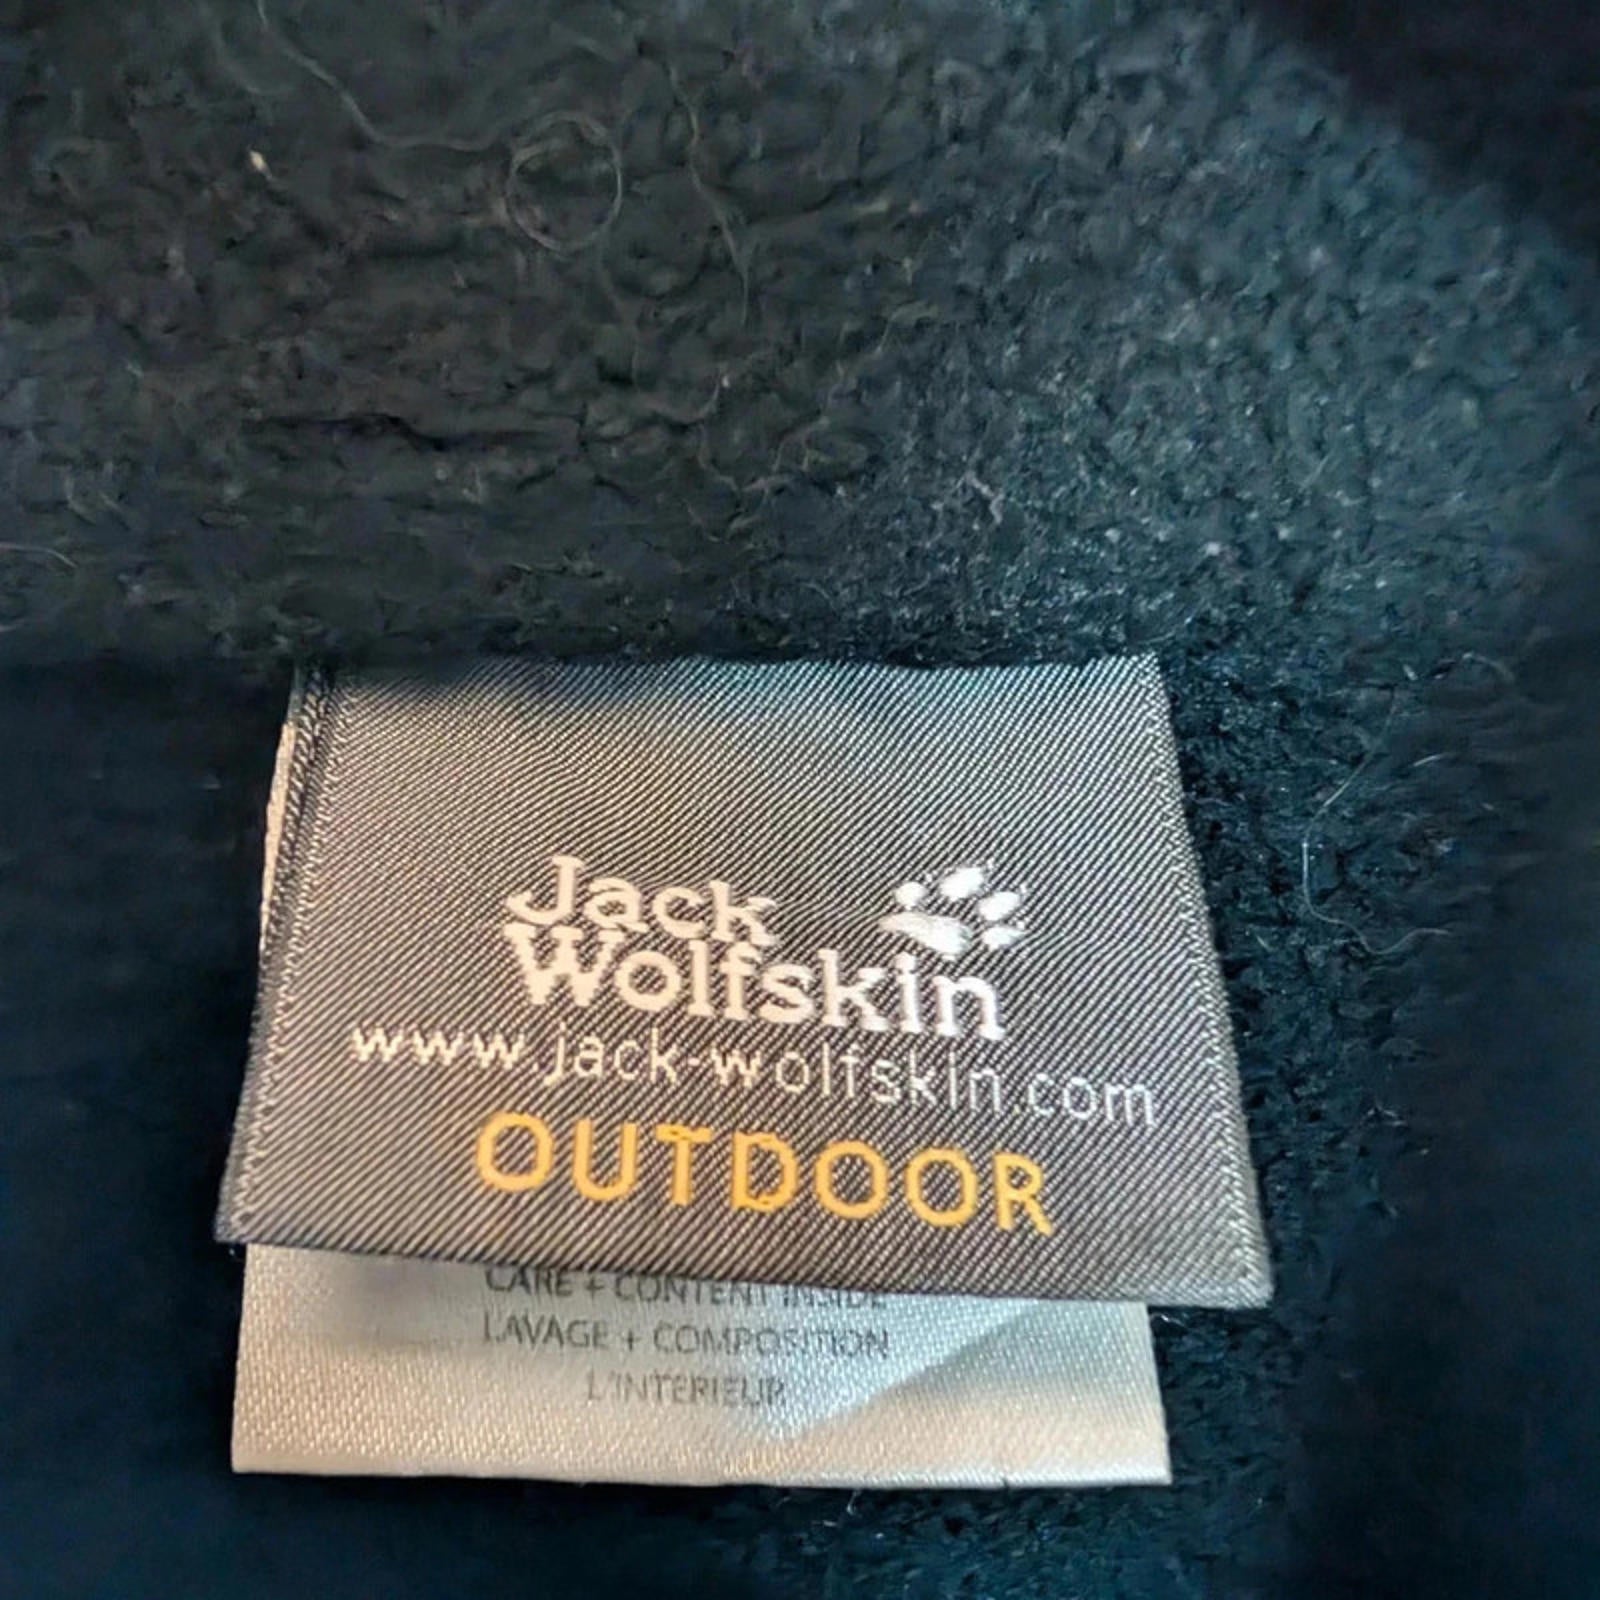 Jack
Wolfskin
www.jack-wolfskin.com
OUTDOOR
CARE + CONTENT INSIDE
LAVAGE + COMPOSITION
L'INTERIEUR